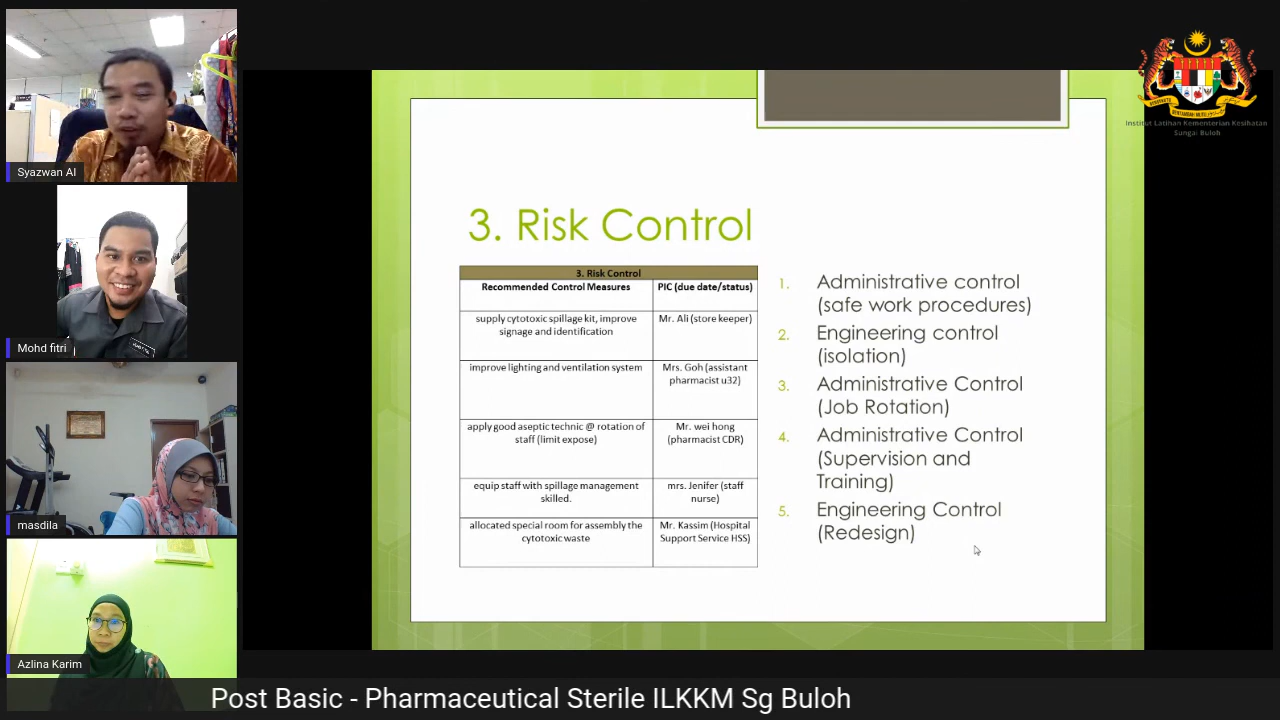 Syazwan AI
Mohd fitri
masdila
Azlina Karim
Institut Latihan Kementerian Kesihatan
Sungai Buloh
3. Risk Control
3. Risk Control
Recommended Control Measures PIC (due date/status)
supply cytotoxic spillage kit, improve
signage and identification
Mr. Ali (store keeper)
improve lighting and ventilation system
Mrs. Goh (assistant
pharmacist u32)
apply good aseptic technic @ rotation of
staff (limit expose)
Mr. wei hong
(pharmacist CDR)
equip staff with spillage management
skilled.
mrs. Jenifer (staff
nurse)
allocated special room for assembly the
cytotoxic waste
Mr. Kassim (Hospital
Support Service HSS)
1. Administrative control
(safe work procedures)
2. Engineering control
(isolation)
3. Administrative Control
(Job Rotation)
4. Administrative Control
(Supervision and
Training)
5. Engineering Control
(Redesign)
Post Basic - Pharmaceutical Sterile ILKKM Sg Buloh